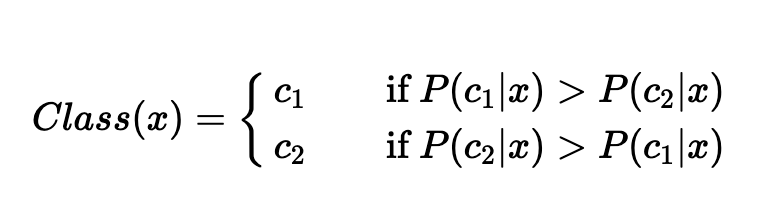 Class(x) = { c₁ if P(c₁|x) > P(c₂|x)
c₂ if P(c₂|x) > P(c₁|x)